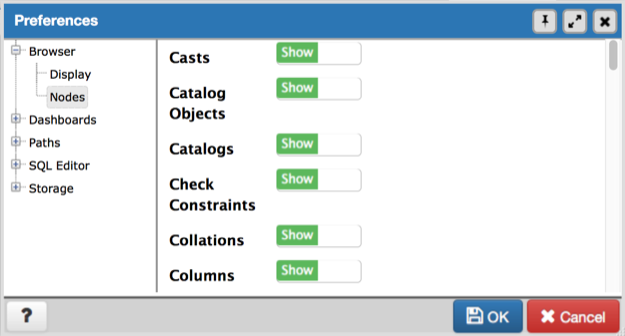 Preferences
Browser
Display
Nodes
Dashboards
Paths
SQL Editor
Storage
Casts Show
Catalog Show
Objects
Catalogs Show
Check Show
Constraints
Collations Show
Columns Show
? OK Cancel